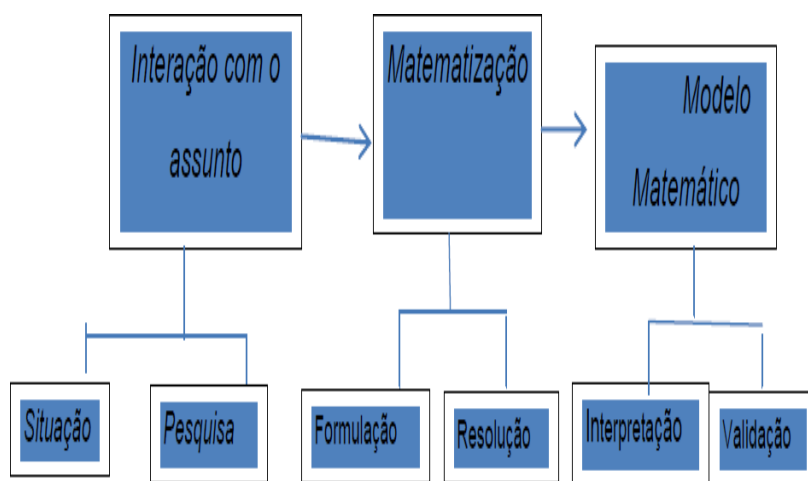 Interação com o
assunto
Matematização
Modelo
Matemático
Situação
Pesquisa
Formulação
Resolução
Interpretação
Validação